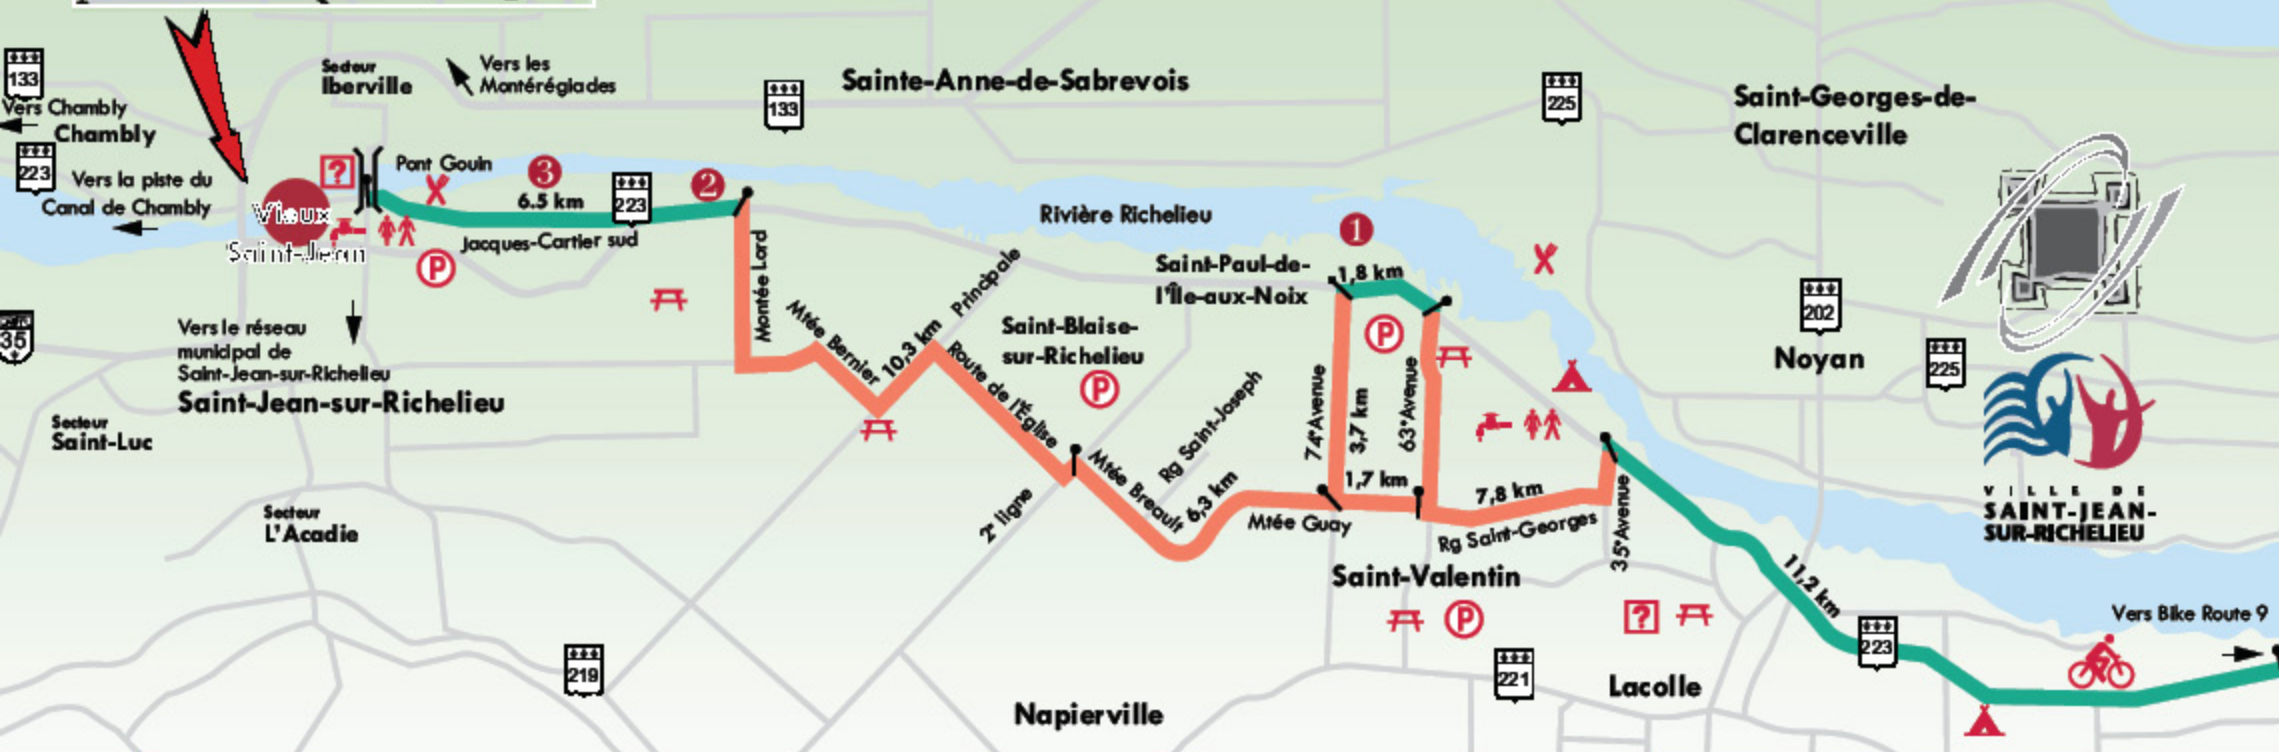 133
Vers Chambly
Chambly
223
Vers la piste du
Canal de Chambly
Secteur
Iberville
Vers les
Montérégiades
133
Sainte-Anne-de-Sabrevois
225
Saint-Georges-de-
Clarenceville
?
Pont Gouin
3
6.5 km
223
2
Vieux
Saint-Jean
P
Jacques-Cartier sud
Rivière Richelieu
1
1,8 km
Saint-Paul-de-
l'Île-aux-Noix
P
35
Vers le réseau
municipal de
Saint-Jean-sur-Richelieu
Saint-Jean-sur-Richelieu
Secteur
Saint-Luc
Secteur
L'Acadie
Montée Lord
Mtée Bernier
10,3 km
Principale
Route de l'Église
Saint-Blaise-
sur-Richelieu
P
2e ligne
Mtée Breault
Rg Saint-Joseph
6,3 km
Mtée Guay
74e Avenue
3,7 km
63e Avenue
1,7 km
7,8 km
Rg Saint-Georges
35e Avenue
Saint-Valentin
P
202
Noyan
225
VILLE DE
SAINT-JEAN-
SUR-RICHELIEU
11,2 km
223
Vers Bike Route 9
?
Lacolle
221
219
Napierville